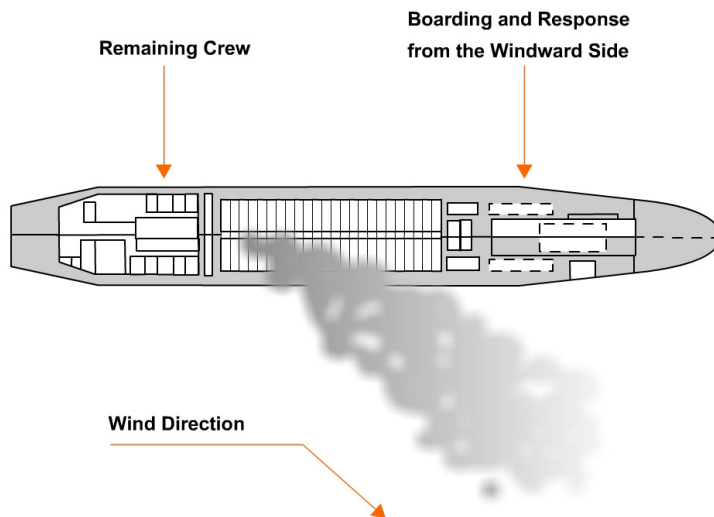 Remaining Crew
Boarding and Response
from the Windward Side
Wind Direction